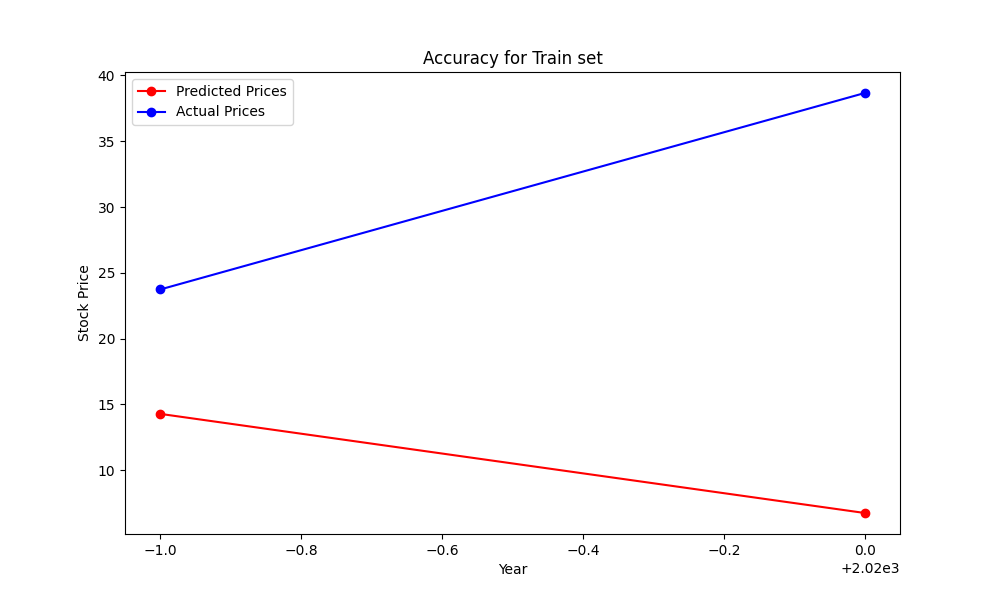 Accuracy for Train set
Predicted Prices
Actual Prices
40
35
30
25
20
15
10
Stock Price
−1.0 −0.8 −0.6 −0.4 −0.2 0.0
+2.02e3
Year